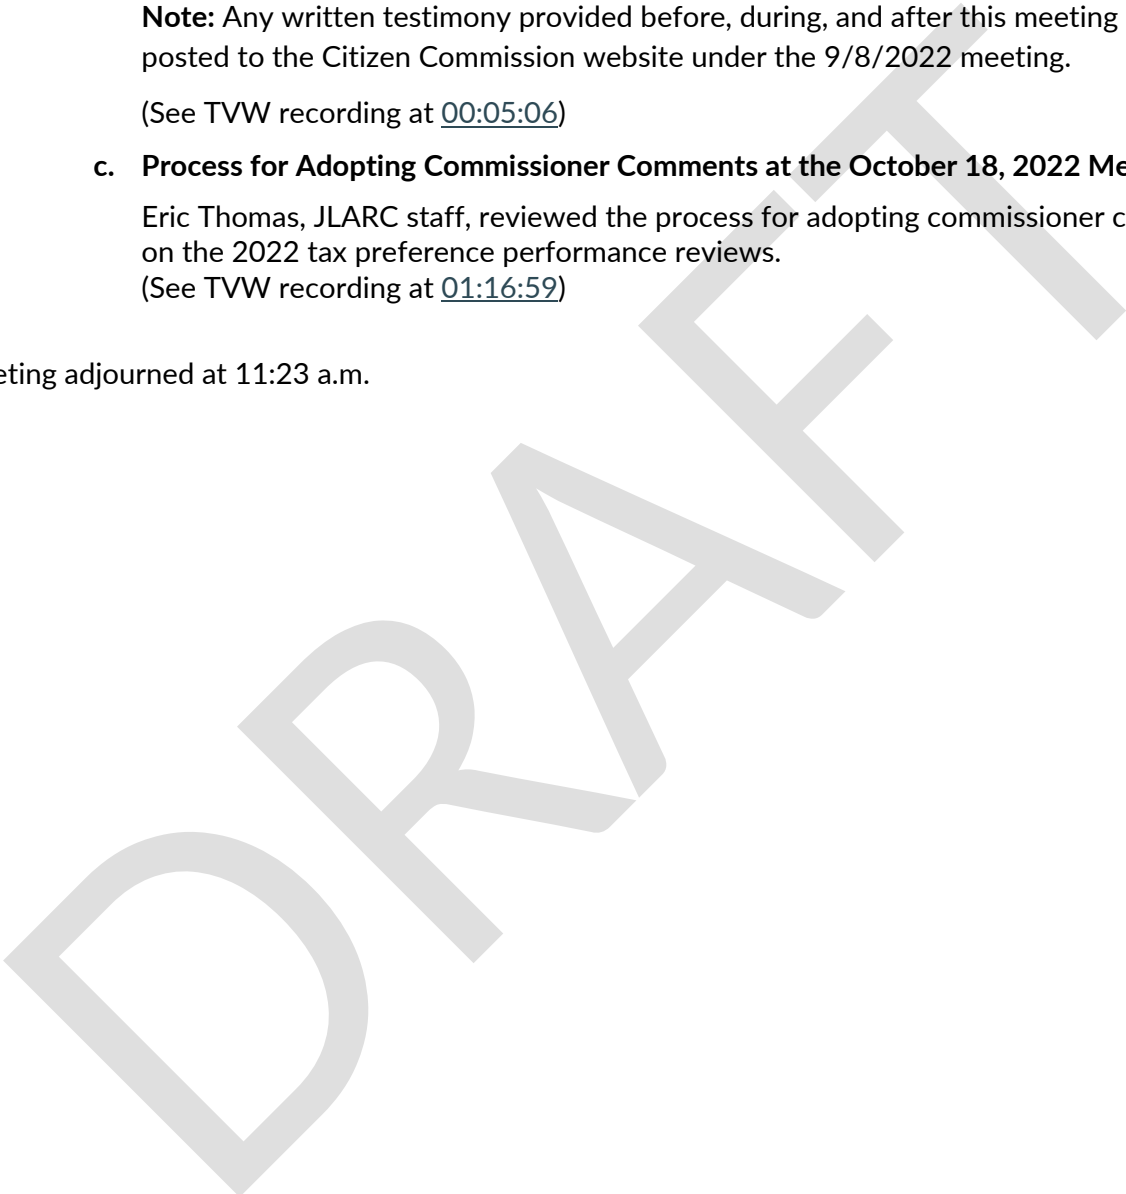 Note: Any written testimony provided before, during, and after this meeting
posted to the Citizen Commission website under the 9/8/2022 meeting.
(See TVW recording at 00:05:06)
c. Process for Adopting Commissioner Comments at the October 18, 2022 Me
Eric Thomas, JLARC staff, reviewed the process for adopting commissioner c
on the 2022 tax preference performance reviews.
(See TVW recording at 01:16:59)
eting adjourned at 11:23 a.m.
DRAFT